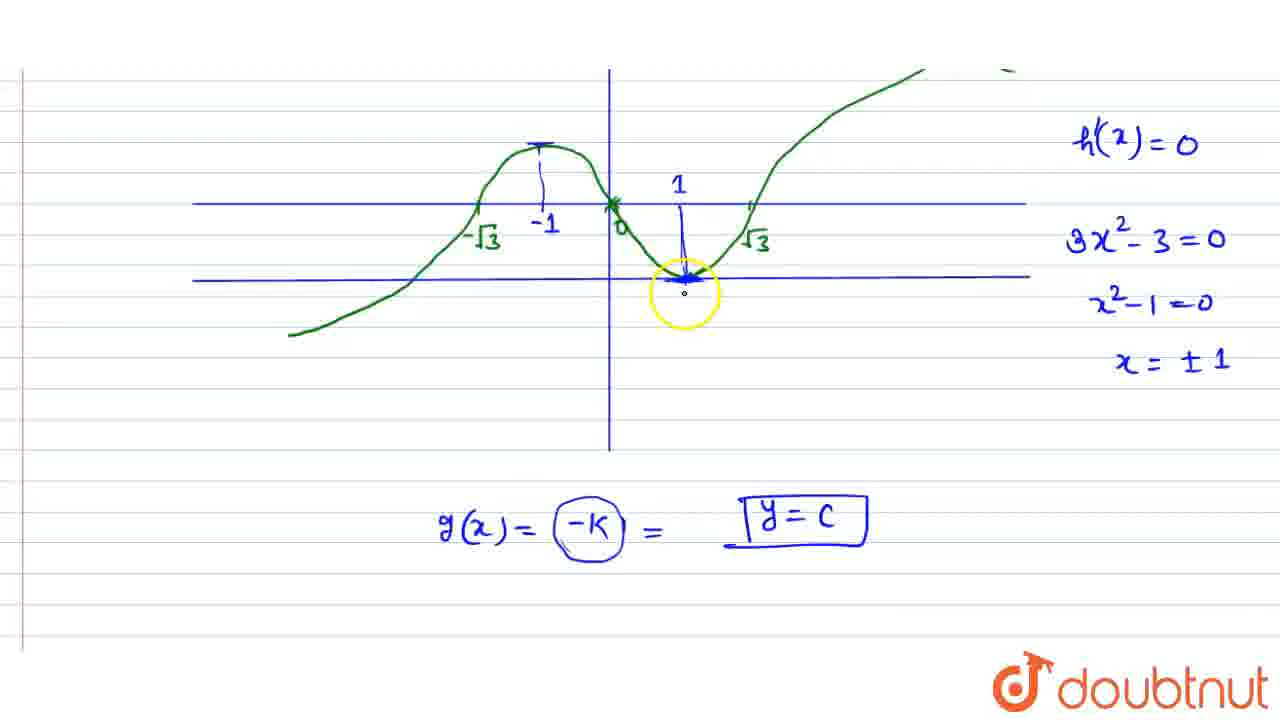 h'(x) = 0
1
-√3
-1
0
√3
3x² - 3 = 0
x² - 1 = 0
x = ± 1
g(x) = -K = y = c
doubtnut